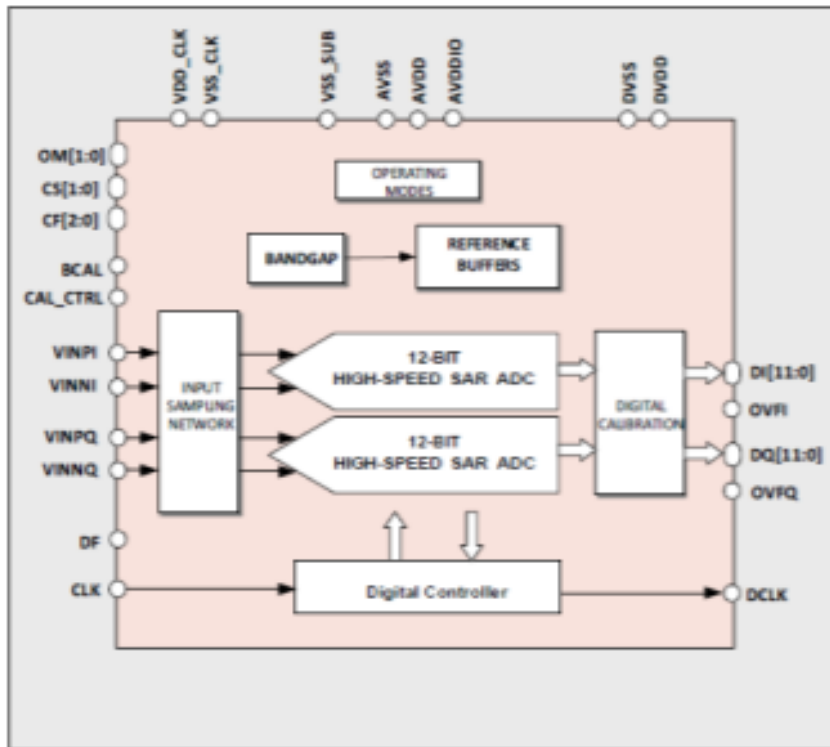 VDD_CLK
VSS_CLK
VSS_SUB
AVSS
AVDD
AVDDIO
DVSS
DVDD
OM[1:0]
CS[1:0]
CF[2:0]
BCAL
CAL_CTRL
VINPI
VINNI
VINPQ
VINNQ
DF
CLK
OPERATING
MODES
BANDGAP
REFERENCE
BUFFERS
INPUT
SAMPLING
NETWORK
12-BIT
HIGH-SPEED SAR ADC
12-BIT
HIGH-SPEED SAR ADC
DIGITAL
CALIBRATION
Digital Controller
DI[11:0]
OVFI
DQ[11:0]
OVFQ
DCLK